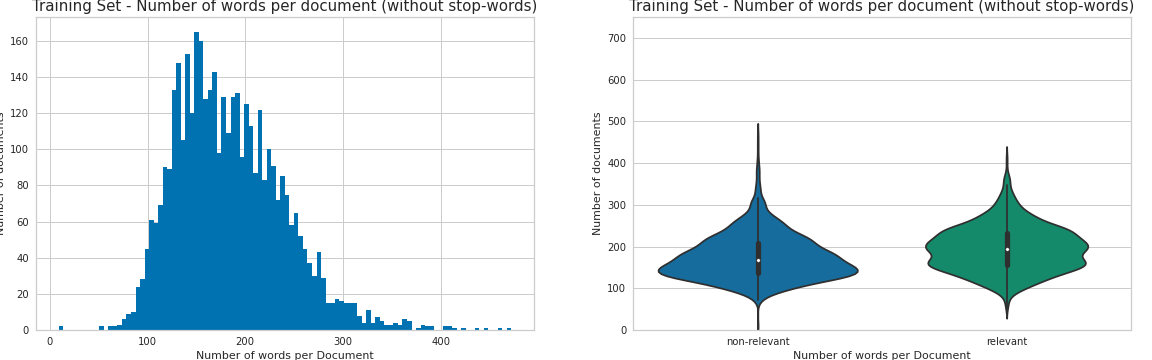 Training Set - Number of words per document (without stop-words)
160
140
120
100
80
60
40
20
0
Number of documents
0 100 200 300 400
Number of words per Document
Training Set - Number of words per document (without stop-words)
700
600
500
400
300
200
100
0
Number of documents
non-relevant relevant
Number of words per Document